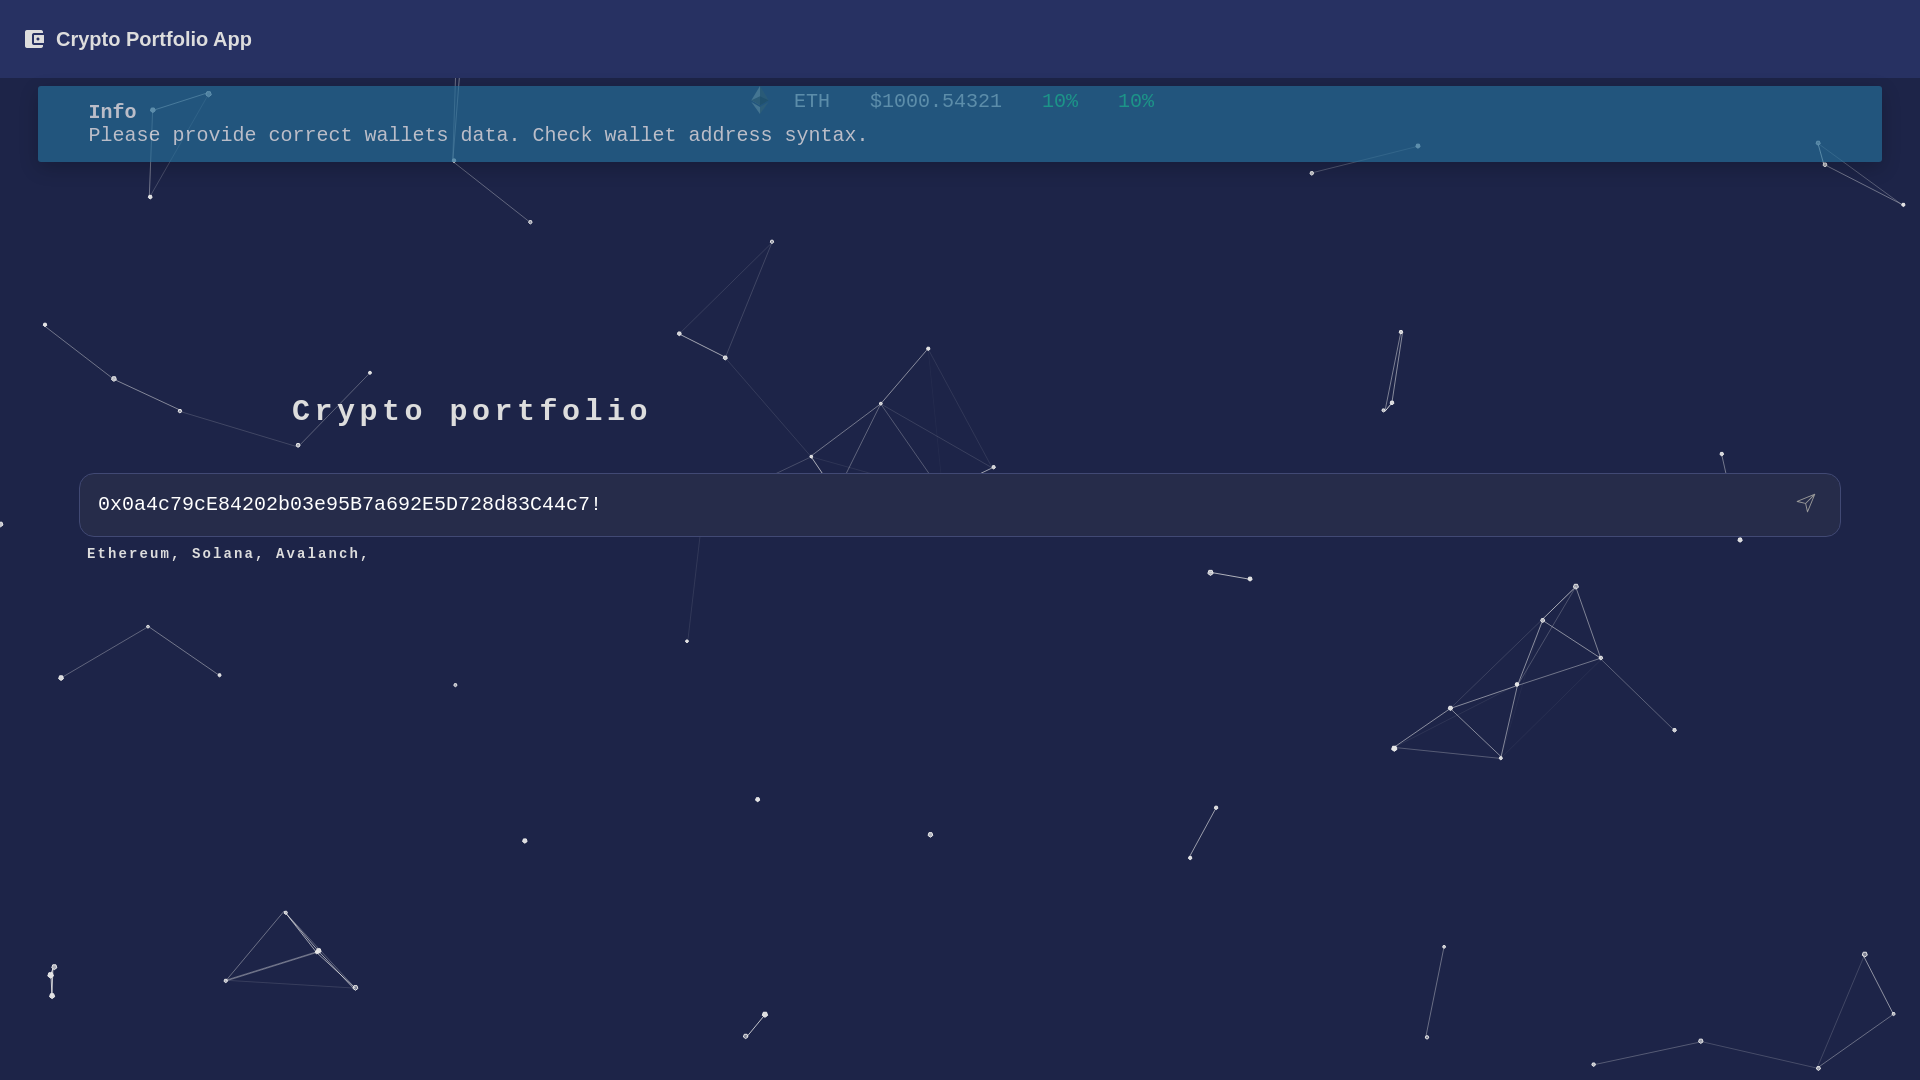 Crypto Portfolio App
ETH $1000.54321 10% 10%
Info
Please provide correct wallets data. Check wallet address syntax.
Crypto portfolio
0x0a4c79cE84202b03e95B7a692E5D728d83C44c7!
Ethereum, Solana, Avalanch,